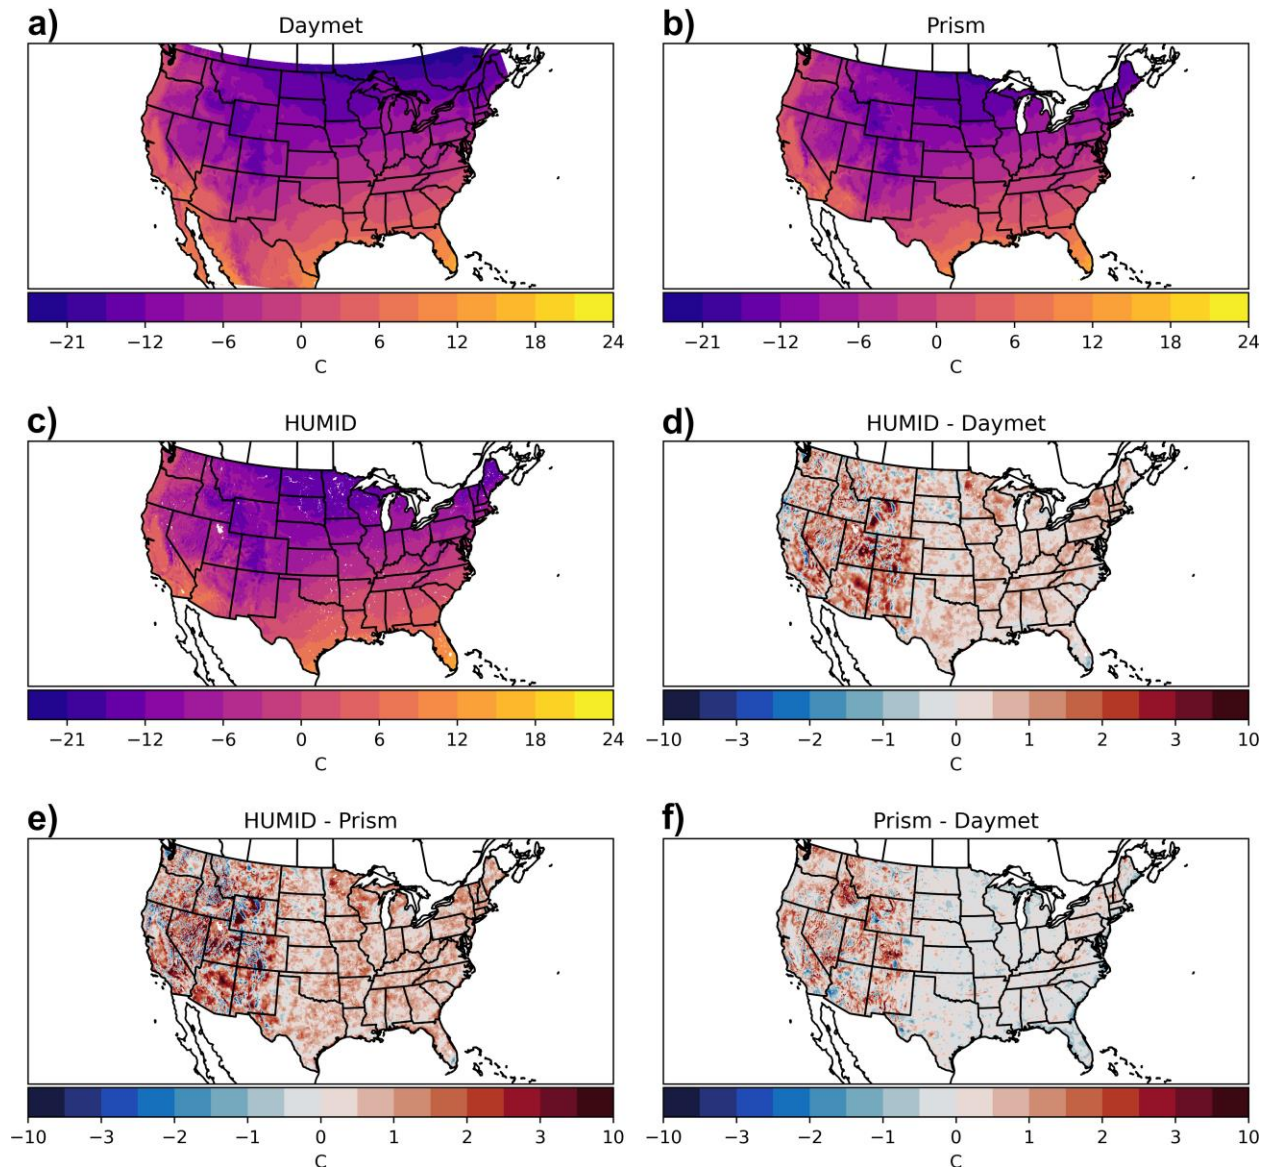 a) Daymet
b) Prism
−21 −12 −6 0 6 12 24
C
−21 −12 −6 0 6 12 24
C
c) HUMID
d) HUMID - Daymet
−21 −12 −6 0 6 12 24
C
−10 −3 −2 −1 0 1 2 3 10
C
e) HUMID - Prism
f) Prism - Daymet
−10 −3 −2 −1 0 1 2 3 10
C
−10 −3 −2 −1 0 1 2 3 10
C